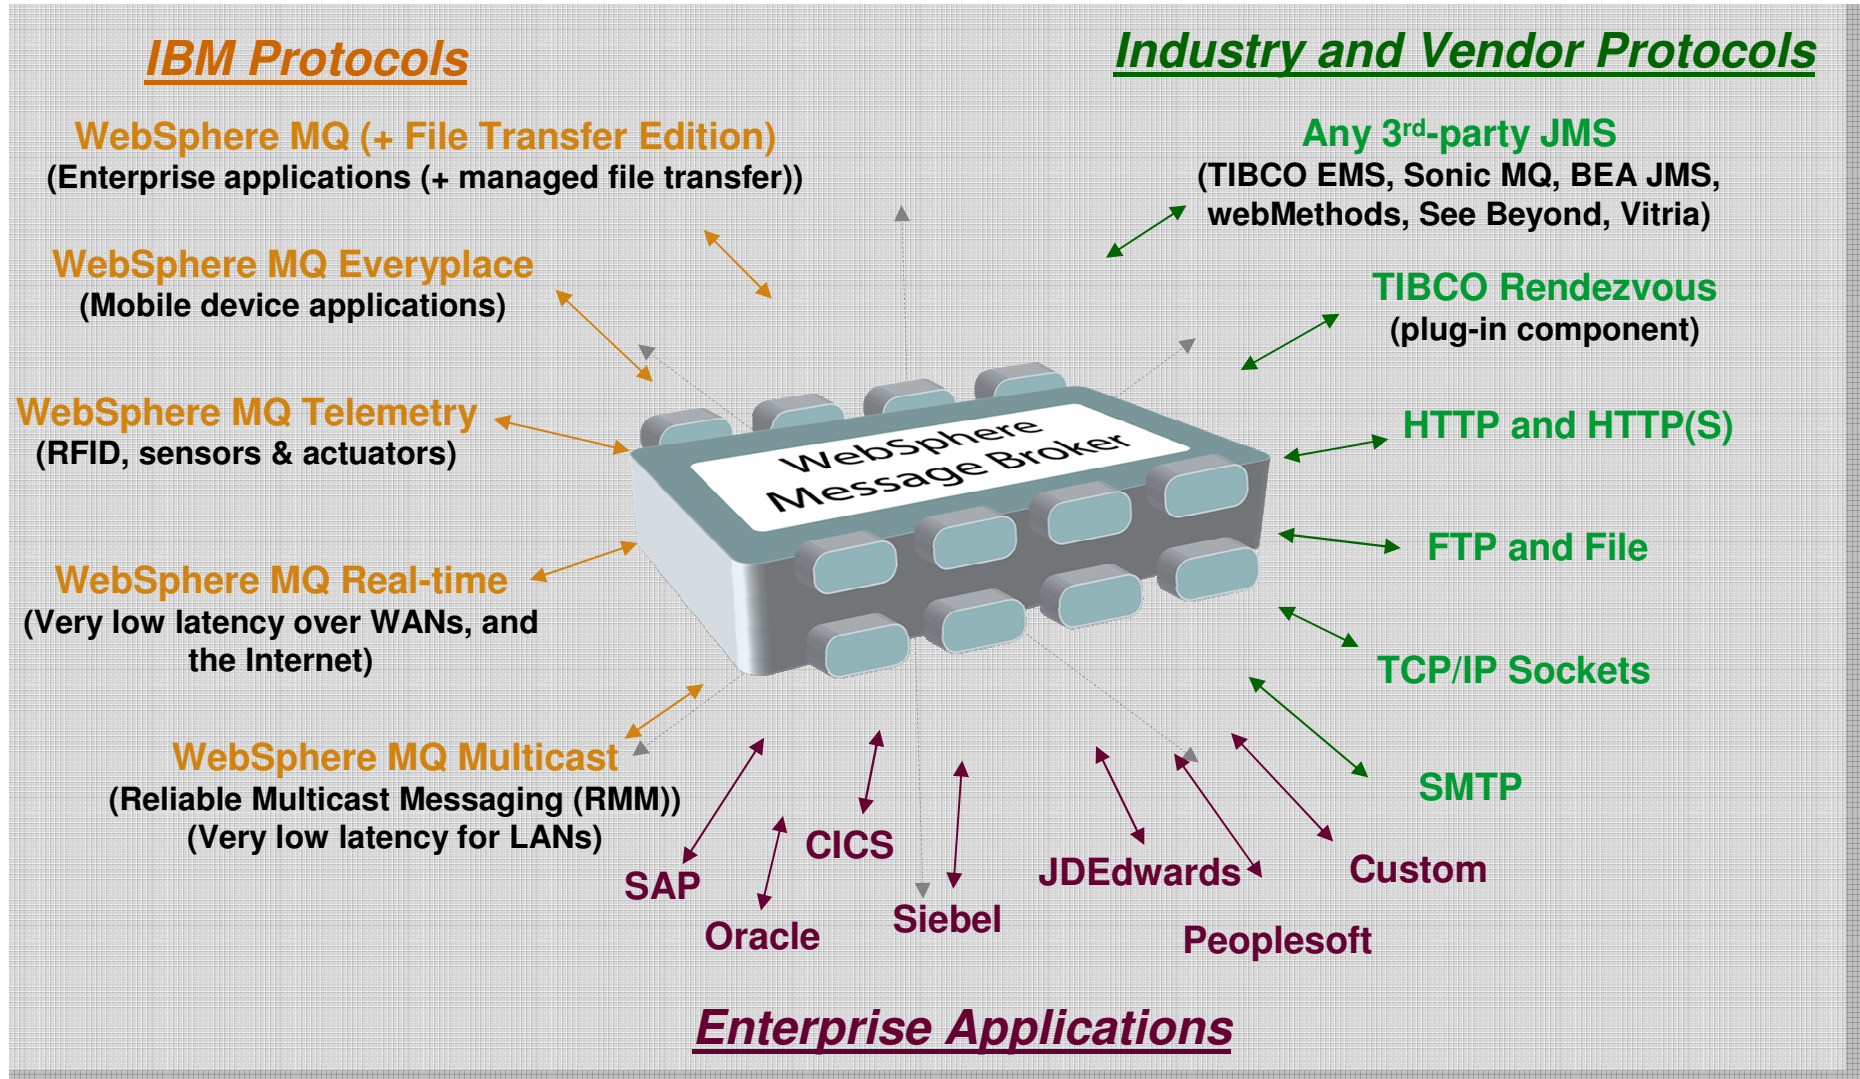 IBM Protocols
WebSphere MQ (+ File Transfer Edition)
(Enterprise applications (+ managed file transfer))
WebSphere MQ Everyplace
(Mobile device applications)
WebSphere MQ Telemetry
(RFID, sensors & actuators)
WebSphere MQ Real-time
(Very low latency over WANs, and
the Internet)
WebSphere MQ Multicast
(Reliable Multicast Messaging (RMM))
(Very low latency for LANs)
Industry and Vendor Protocols
Any 3rd-party JMS
(TIBCO EMS, Sonic MQ, BEA JMS,
webMethods, See Beyond, Vitria)
TIBCO Rendezvous
(plug-in component)
HTTP and HTTP(S)
FTP and File
TCP/IP Sockets
SMTP
WebSphere
Message Broker
SAP
Oracle
CICS
Siebel
JDEdwards
Peoplesoft
Custom
Enterprise Applications